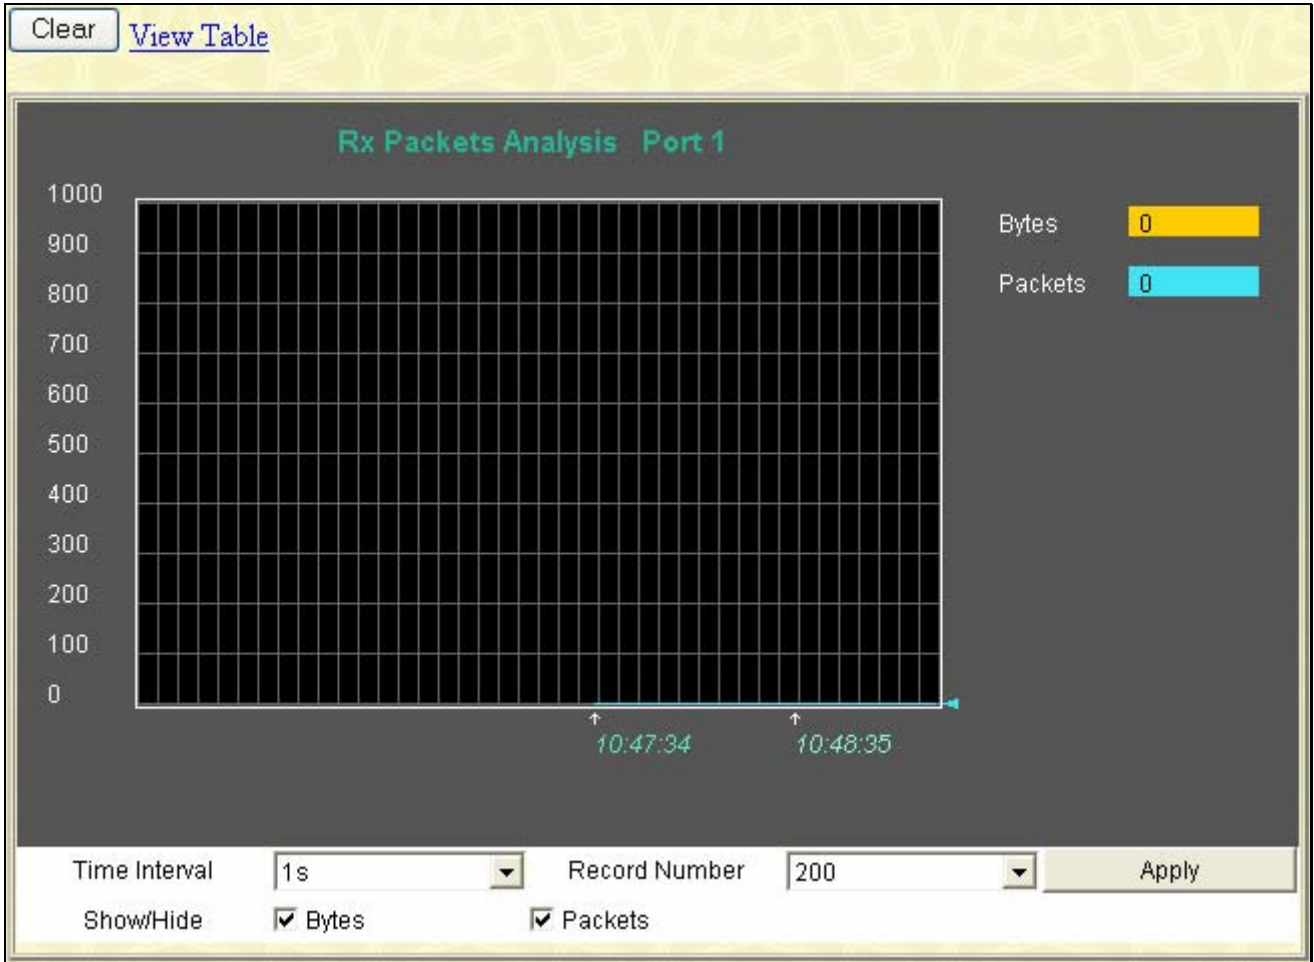 Clear View Table
Rx Packets Analysis Port 1
1000
900
800
700
600
500
400
300
200
100
0
Bytes 0
Packets 0
10:47:34 10:48:35
Time Interval 1s Record Number 200 Apply
Show/Hide Bytes Packets